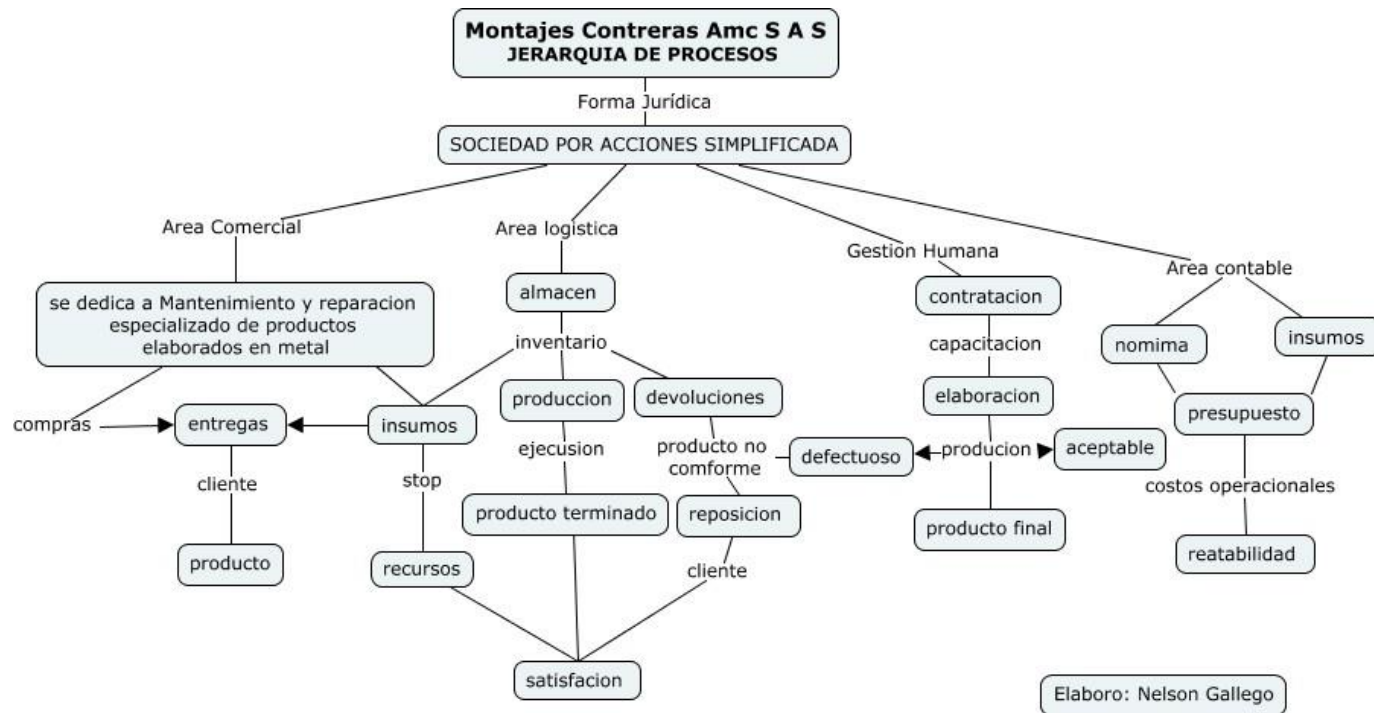 Montajes Contreras Amc S A S
JERARQUIA DE PROCESOS
Forma Jurídica
SOCIEDAD POR ACCIONES SIMPLIFICADA
Area Comercial
Area logistica
Gestion Humana
Area contable
se dedica a Mantenimiento y reparacion
especializado de productos
elaborados en metal
almacen
contratacion
nomima
insumos
inventario
capacitacion
compras
entregas
insumos
produccion
devoluciones
elaboracion
presupuesto
cliente
stop
ejecusion
producto no
comforme
defectuoso
producion
aceptable
costos operacionales
producto
recursos
producto terminado
reposicion
producto final
reatabilidad
cliente
satisfacion
Elaboro: Nelson Gallego